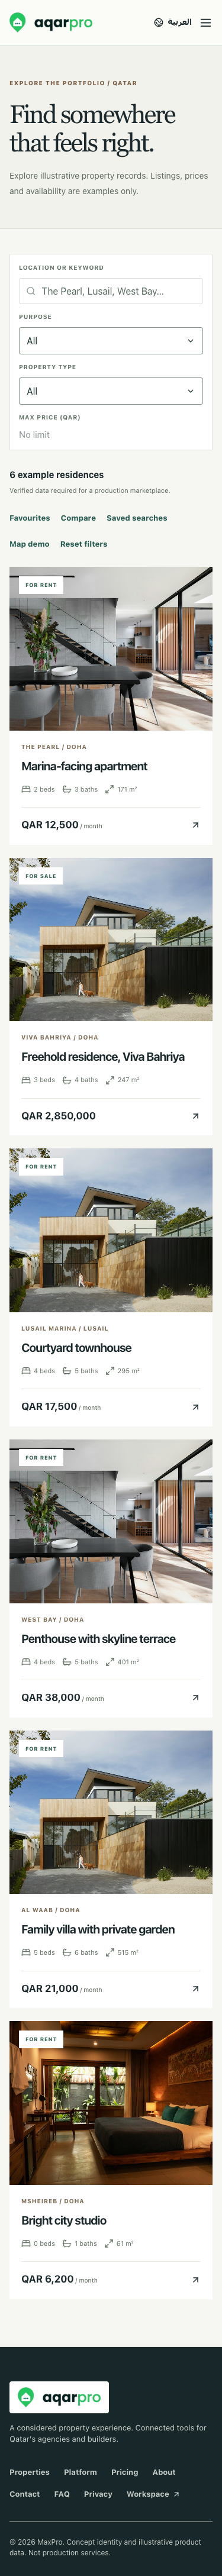 aqarpro
العربية
EXPLORE THE PORTFOLIO / QATAR
Find somewhere
that feels right.
Explore illustrative property records. Listings, prices
and availability are examples only.
LOCATION OR KEYWORD
The Pearl, Lusail, West Bay...
PURPOSE
All
PROPERTY TYPE
All
MAX PRICE (QAR)
No limit
6 example residences
Verified data required for a production marketplace.
Favourites Compare Saved searches
Map demo Reset filters
FOR RENT
THE PEARL / DOHA
Marina-facing apartment
2 beds 3 baths 171 m²
QAR 12,500 / month
FOR SALE
VIVA BAHRIYA / DOHA
Freehold residence, Viva Bahriya
3 beds 4 baths 247 m²
QAR 2,850,000
FOR RENT
LUSAIL MARINA / LUSAIL
Courtyard townhouse
4 beds 5 baths 295 m²
QAR 17,500 / month
FOR RENT
WEST BAY / DOHA
Penthouse with skyline terrace
4 beds 5 baths 401 m²
QAR 38,000 / month
FOR RENT
AL WAAB / DOHA
Family villa with private garden
5 beds 6 baths 515 m²
QAR 21,000 / month
FOR RENT
MSHEIREB / DOHA
Bright city studio
0 beds 1 baths 61 m²
QAR 6,200 / month
aqarpro
A considered property experience. Connected tools for
Qatar's agencies and builders.
Properties Platform Pricing About
Contact FAQ Privacy Workspace
© 2026 MaxPro. Concept identity and illustrative product
data. Not production services.